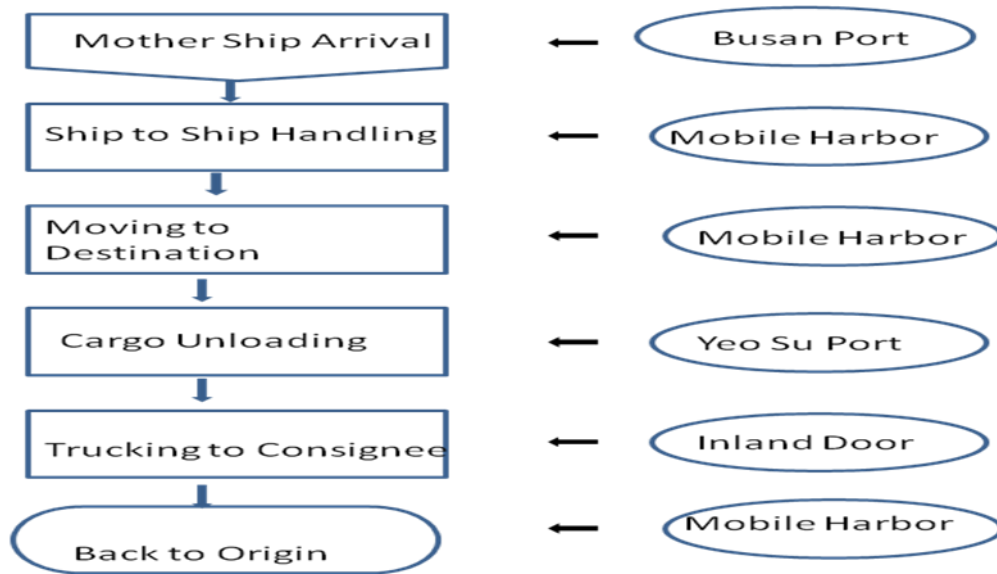 Mother Ship Arrival
Busan Port
Ship to Ship Handling
Mobile Harbor
Moving to
Destination
Mobile Harbor
Cargo Unloading
Yeo Su Port
Trucking to Consignee
Inland Door
Back to Origin
Mobile Harbor